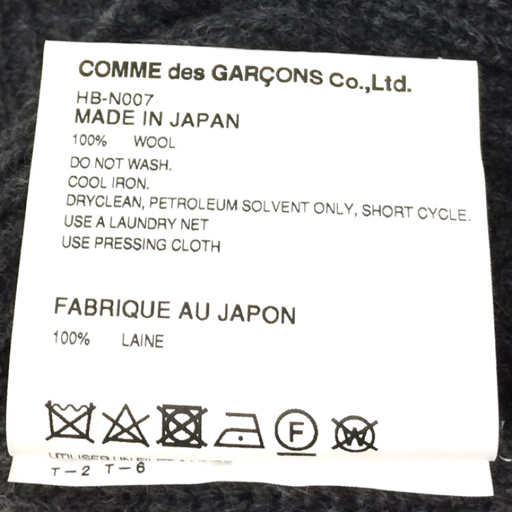 COMME des GARÇONS Co.,Ltd.
HB-N007
MADE IN JAPAN
100% WOOL
DO NOT WASH.
COOL IRON.
DRYCLEAN, PETROLEUM SOLVENT ONLY, SHORT CYCLE.
USE A LAUNDRY NET
USE PRESSING CLOTH
FABRIQUE AU JAPON
100% LAINE
F W
T-2 T-6